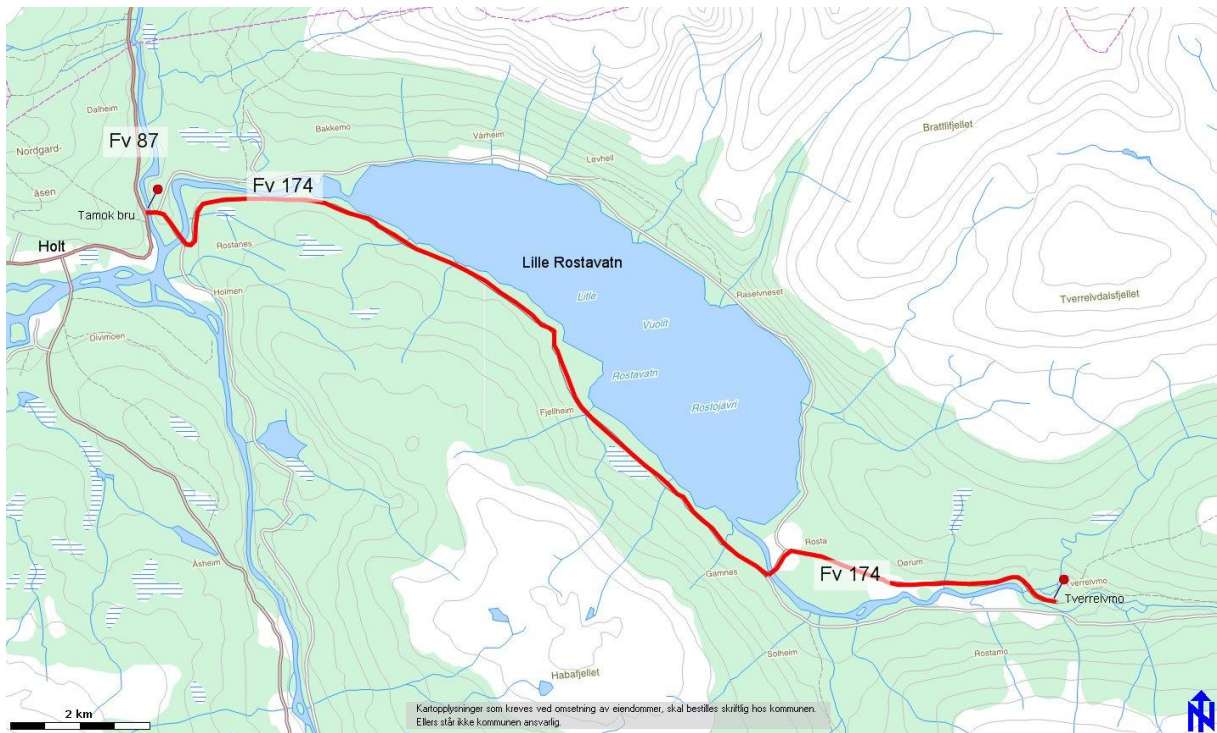 Dalheim
Fv 87
Bakkemo
Vårheim
Løvhell
Brattlifjellet
Nordgard-
åsen
Fv 174
Tamok bru
Holt
Rostanes
Lille Rostavatn
Holmen
Litle
Raselvneset
Tverrelvdalsfjellet
Vuolit
Divimoen
Rostavatn
Rostojávri
Fjellheim
Rosta
Åsheim
Gamnes
Fv 174
Dørum
Tverrelvmo
Tverrelvmo
Solheim
Rostamo
Habafjellet
2 km
Kartopplysninger som kreves ved omsetning av eiendommer, skal bestilles skriftlig hos kommunen.
Ellers står ikke kommunen ansvarlig.
N